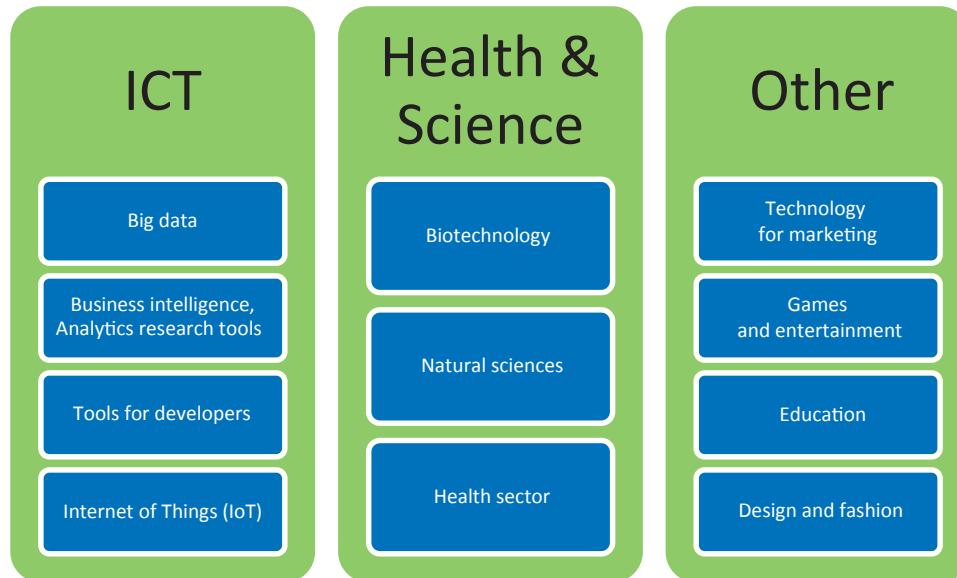 ICT
Big data
Business intelligence,
Analytics research tools
Tools for developers
Internet of Things (IoT)
Health &
Science
Biotechnology
Natural sciences
Health sector
Other
Technology
for marketing
Games
and entertainment
Education
Design and fashion